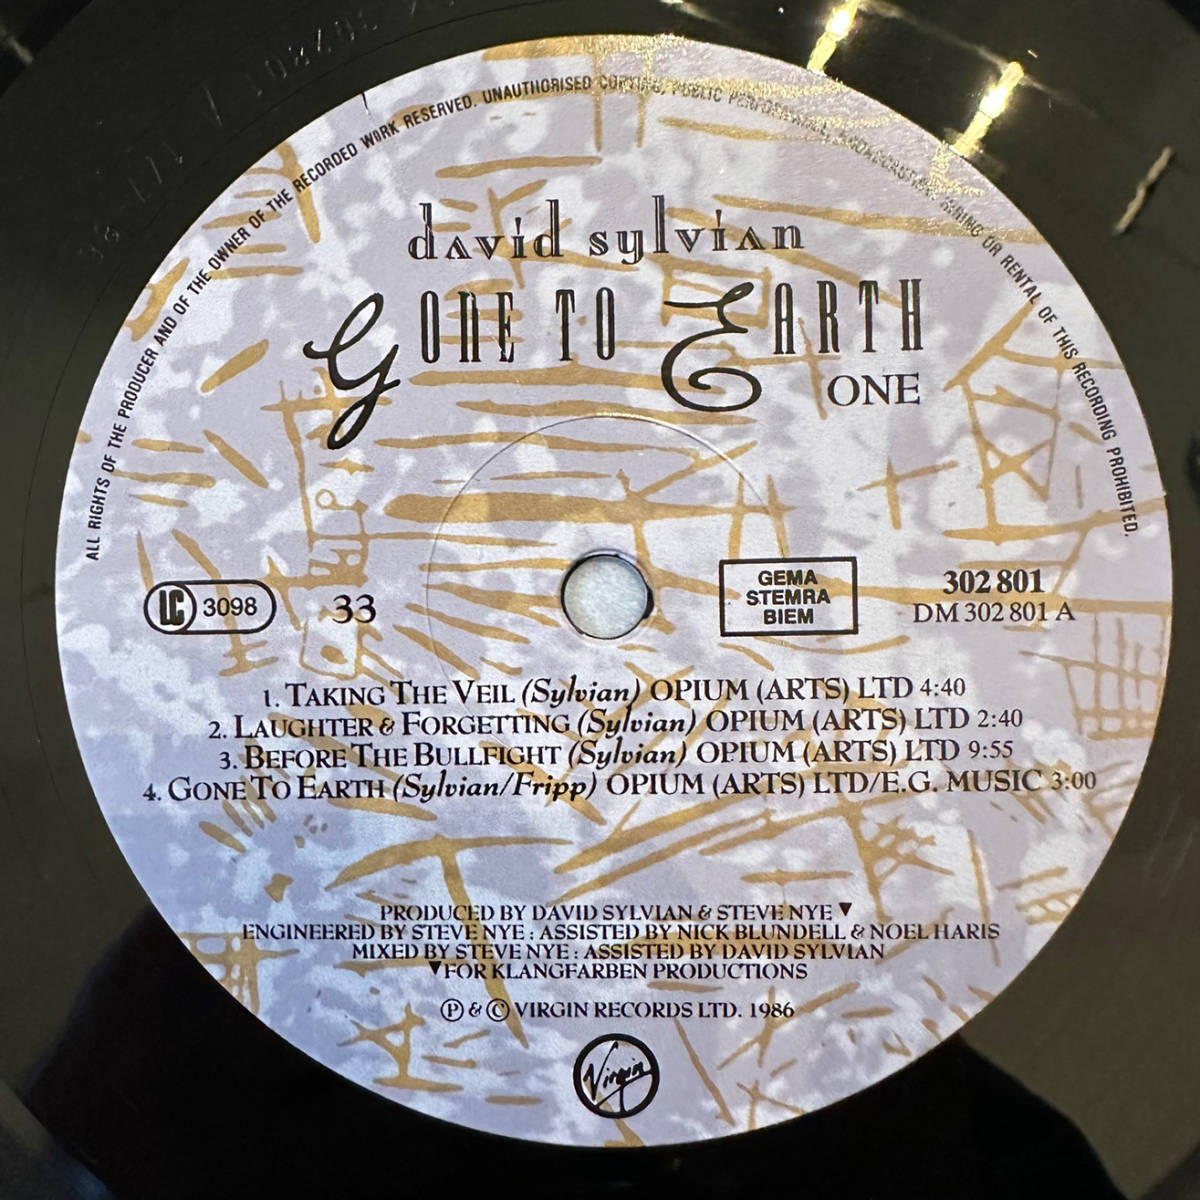 ALL RIGHTS OF THE PRODUCER AND OF THE OWNER OF THE RECORDED WORK RESERVED. UNAUTHORISED COPYING, PUBLIC PERFORMANCE, BROADCASTING, HIRING OR RENTAL OF THIS RECORDING PROHIBITED.
david sylvian
GONE TO EARTH
ONE
LC 3098
33
GEMA
STEMRA
BIEM
302 801
DM 302 801 A
1. TAKING THE VEIL (Sylvian) OPIUM (ARTS) LTD 4:40
2. LAUGHTER & FORGETTING (Sylvian) OPIUM (ARTS) LTD 2:40
3. BEFORE THE BULLFIGHT (Sylvian) OPIUM (ARTS) LTD 9:55
4. GONE TO EARTH (Sylvian/Fripp) OPIUM (ARTS) LTD/E.G. MUSIC 3:00
PRODUCED BY DAVID SYLVIAN & STEVE NYE ▼
ENGINEERED BY STEVE NYE : ASSISTED BY NICK BLUNDELL & NOEL HARIS
MIXED BY STEVE NYE : ASSISTED BY DAVID SYLVIAN
▼FOR KLANGFARBEN PRODUCTIONS
Ⓟ & Ⓒ VIRGIN RECORDS LTD. 1986
Virgin